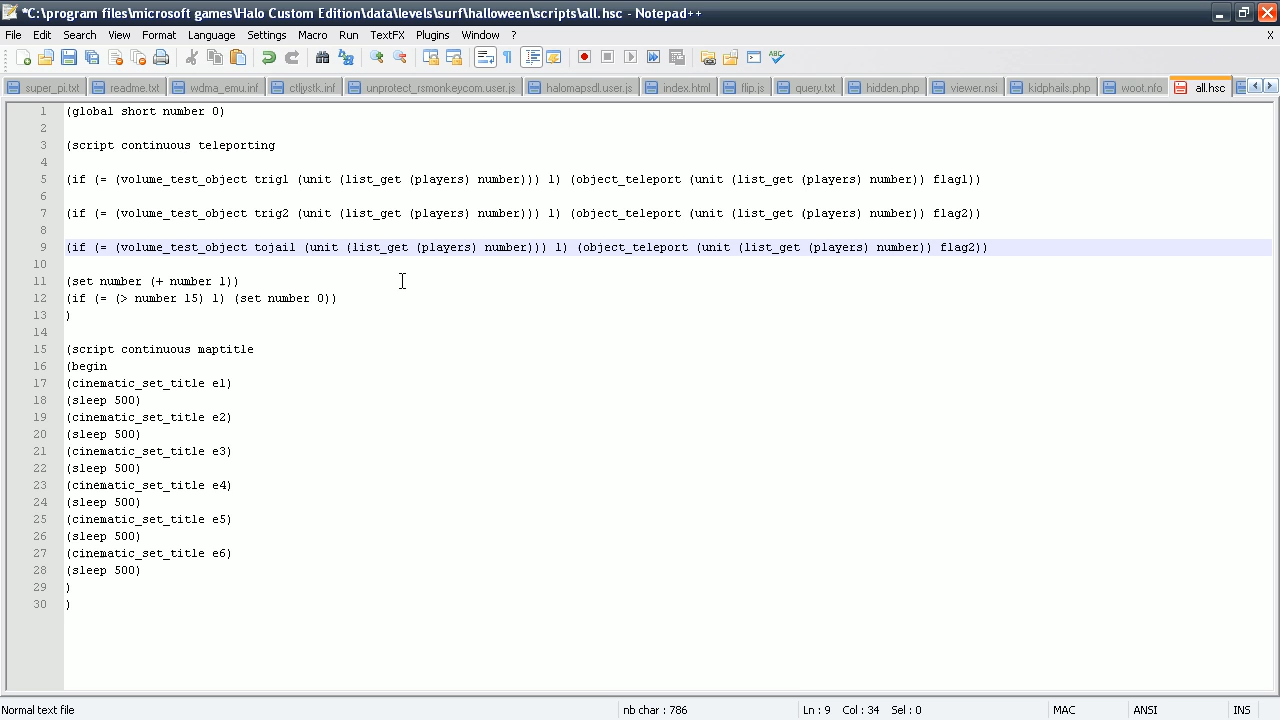 *C:\program files\microsoft games\Halo Custom Edition\data\levels\surf\halloween\scripts\all.hsc - Notepad++
File Edit Search View Format Language Settings Macro Run TextFX Plugins Window ? X
super_pi.txt readme.txt wdma_emu.inf ctljystk.inf unprotect_rsmonkey.com.user.js halomapsdl.user.js index.html flip.js query.txt hidden.php viewer.nsi kidphails.php woot.nfo all.hsc
1 (global short number 0)
2
3 (script continuous teleporting
4
5 (if (= (volume_test_object trig1 (unit (list_get (players) number))) 1) (object_teleport (unit (list_get (players) number)) flag1))
6
7 (if (= (volume_test_object trig2 (unit (list_get (players) number))) 1) (object_teleport (unit (list_get (players) number)) flag2))
8
9 (if (= (volume_test_object tojail (unit (list_get (players) number))) 1) (object_teleport (unit (list_get (players) number)) flag2))
10
11 (set number (+ number 1))
12 (if (= (> number 15) 1) (set number 0))
13 )
14
15 (script continuous maptitle
16 (begin
17 (cinematic_set_title e1)
18 (sleep 500)
19 (cinematic_set_title e2)
20 (sleep 500)
21 (cinematic_set_title e3)
22 (sleep 500)
23 (cinematic_set_title e4)
24 (sleep 500)
25 (cinematic_set_title e5)
26 (sleep 500)
27 (cinematic_set_title e6)
28 (sleep 500)
29 )
30 )
Normal text file nb char : 786 Ln : 9 Col : 34 Sel : 0 MAC ANSI INS